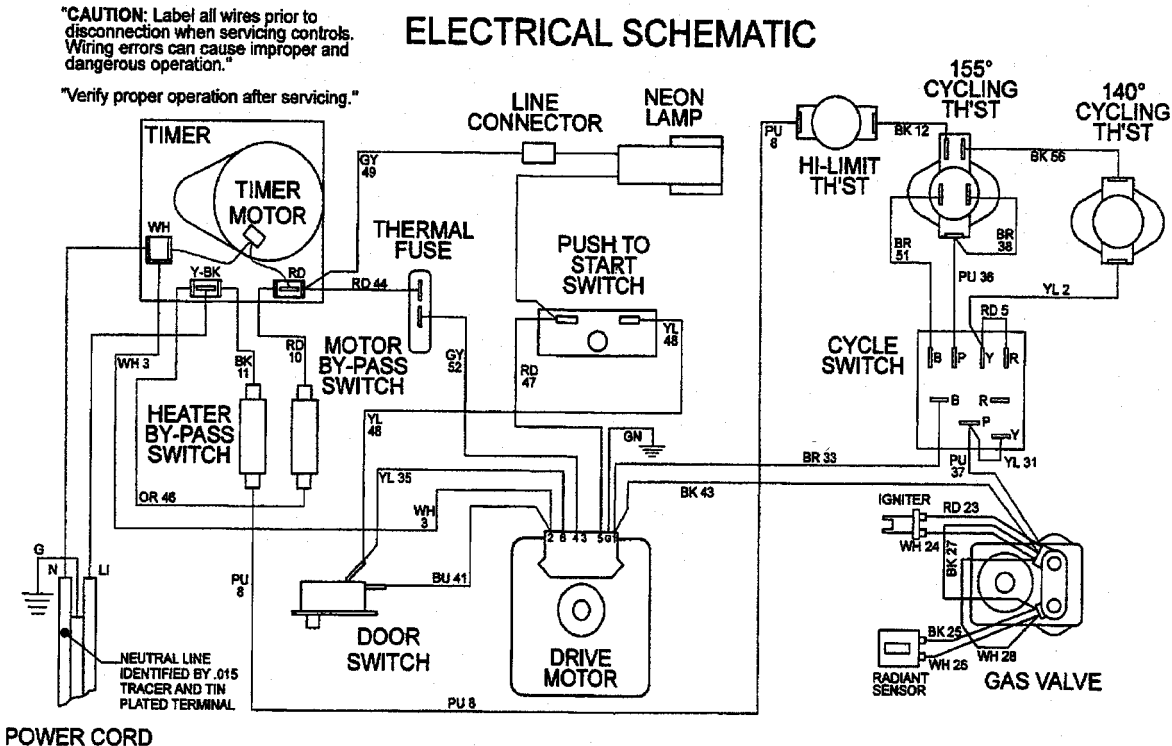 "CAUTION: Label all wires prior to
disconnection when servicing controls.
Wiring errors can cause improper and
dangerous operation."
"Verify proper operation after servicing."
ELECTRICAL SCHEMATIC
TIMER
TIMER
MOTOR
WH
Y-BK
RD
GY
49
LINE
CONNECTOR
NEON
LAMP
PU
8
HI-LIMIT
TH'ST
BK 12
155°
CYCLING
TH'ST
140°
CYCLING
TH'ST
BK 56
BR
51
BR
38
PU 36
YL 2
RD 5
THERMAL
FUSE
RD 44
PUSH TO
START
SWITCH
WH 3
BK
11
RD
10
MOTOR
BY-PASS
SWITCH
GY
52
RD
47
YL
48
CYCLE
SWITCH
B
P
Y
R
B
R
P
Y
HEATER
BY-PASS
SWITCH
YL
48
GN
BR 33
PU
37
YL 31
OR 46
YL 35
WH
3
BK 43
IGNITER
RD 23
WH 24
BK 27
G
N
LI
PU
8
BU 41
2
6
4
3
5
G
1
DOOR
SWITCH
DRIVE
MOTOR
BK 25
WH 26
WH 28
RADIANT
SENSOR
GAS VALVE
NEUTRAL LINE
IDENTIFIED BY .015
TRACER AND TIN
PLATED TERMINAL
PU 8
POWER CORD